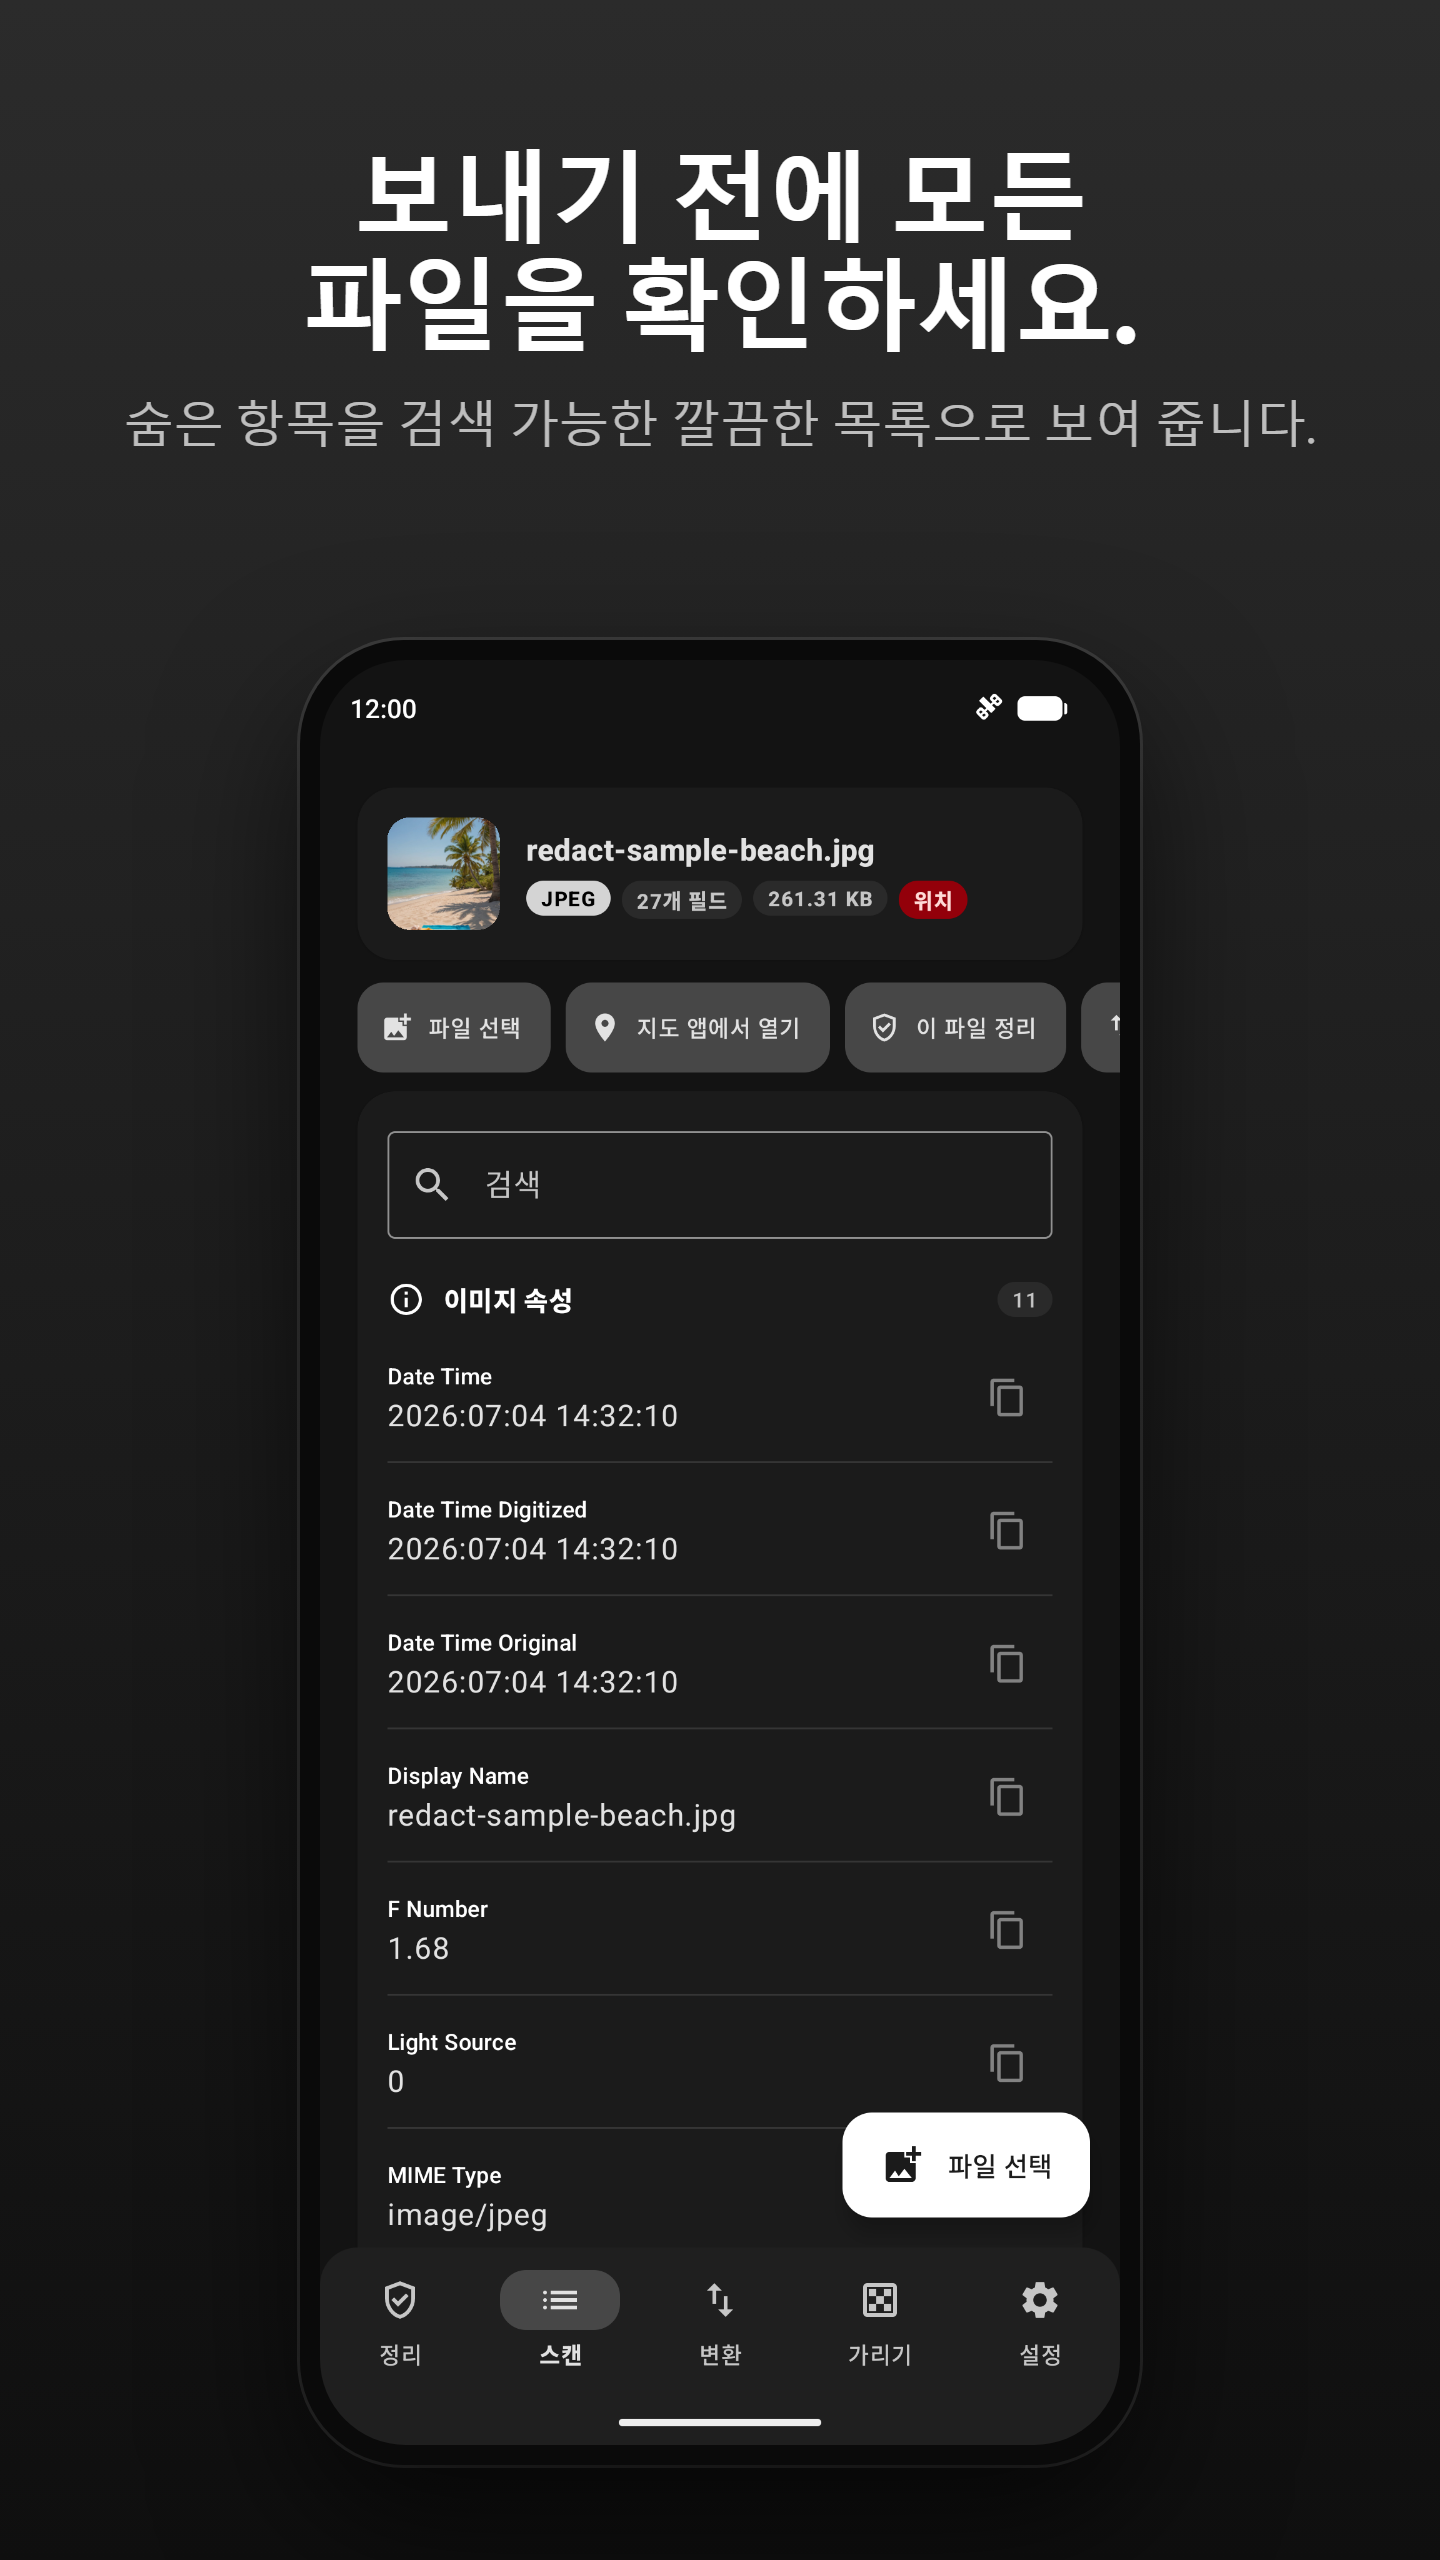 보내기 전에 모든
파일을 확인하세요.
숨은 항목을 검색 가능한 깔끔한 목록으로 보여 줍니다.
12:00
redact-sample-beach.jpg
JPEG 27개 필드 261.31 KB 위치
파일 선택 지도 앱에서 열기 이 파일 정리
검색
이미지 속성 11
Date Time
2026:07:04 14:32:10
Date Time Digitized
2026:07:04 14:32:10
Date Time Original
2026:07:04 14:32:10
Display Name
redact-sample-beach.jpg
F Number
1.68
Light Source
0
MIME Type
image/jpeg
파일 선택
정리 스캔 변환 가리기 설정